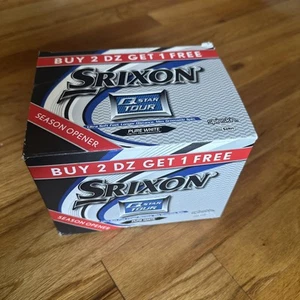 BUY 2 DZ GET 1 FREE
SRIXON
Q STAR
TOUR
PURE WHITE
SEASON OPENER
BUY 2 DZ GET 1 FREE
SRIXON
Q STAR
TOUR
SEASON OPENER